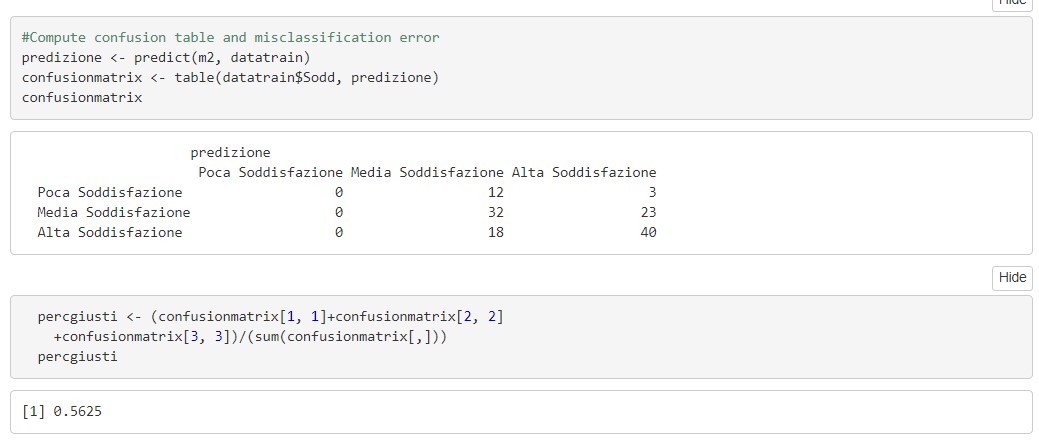 Hide
#Compute confusion table and misclassification error
predizione <- predict(m2, datatrain)
confusionmatrix <- table(datatrain$Sodd, predizione)
confusionmatrix
predizione
Poca Soddisfazione Media Soddisfazione Alta Soddisfazione
Poca Soddisfazione 0 12 3
Media Soddisfazione 0 32 23
Alta Soddisfazione 0 18 40
Hide
percgiusti <- (confusionmatrix[1, 1]+confusionmatrix[2, 2]
+confusionmatrix[3, 3])/(sum(confusionmatrix[,]))
percgiusti
[1] 0.5625